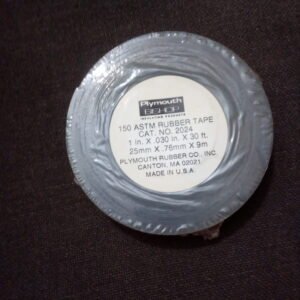 Plymouth
BISHOP
150 ASTM RUBBER TAPE
CAT. NO. 2024
1 in. X .030 in. X 30 ft.
25mm X .76mm X 9m
PLYMOUTH RUBBER CO., INC.
CANTON, MA 02021
MADE IN U.S.A